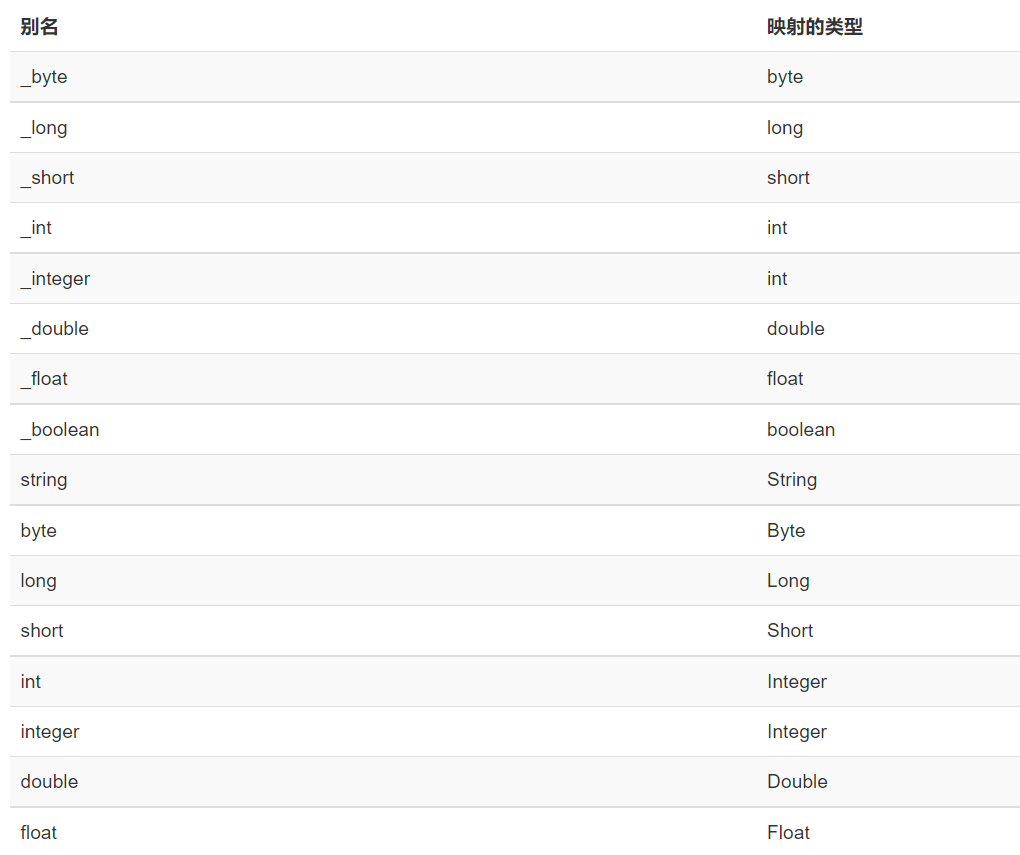 别名 映射的类型
_byte byte
_long long
_short short
_int int
_integer int
_double double
_float float
_boolean boolean
string String
byte Byte
long Long
short Short
int Integer
integer Integer
double Double
float Float